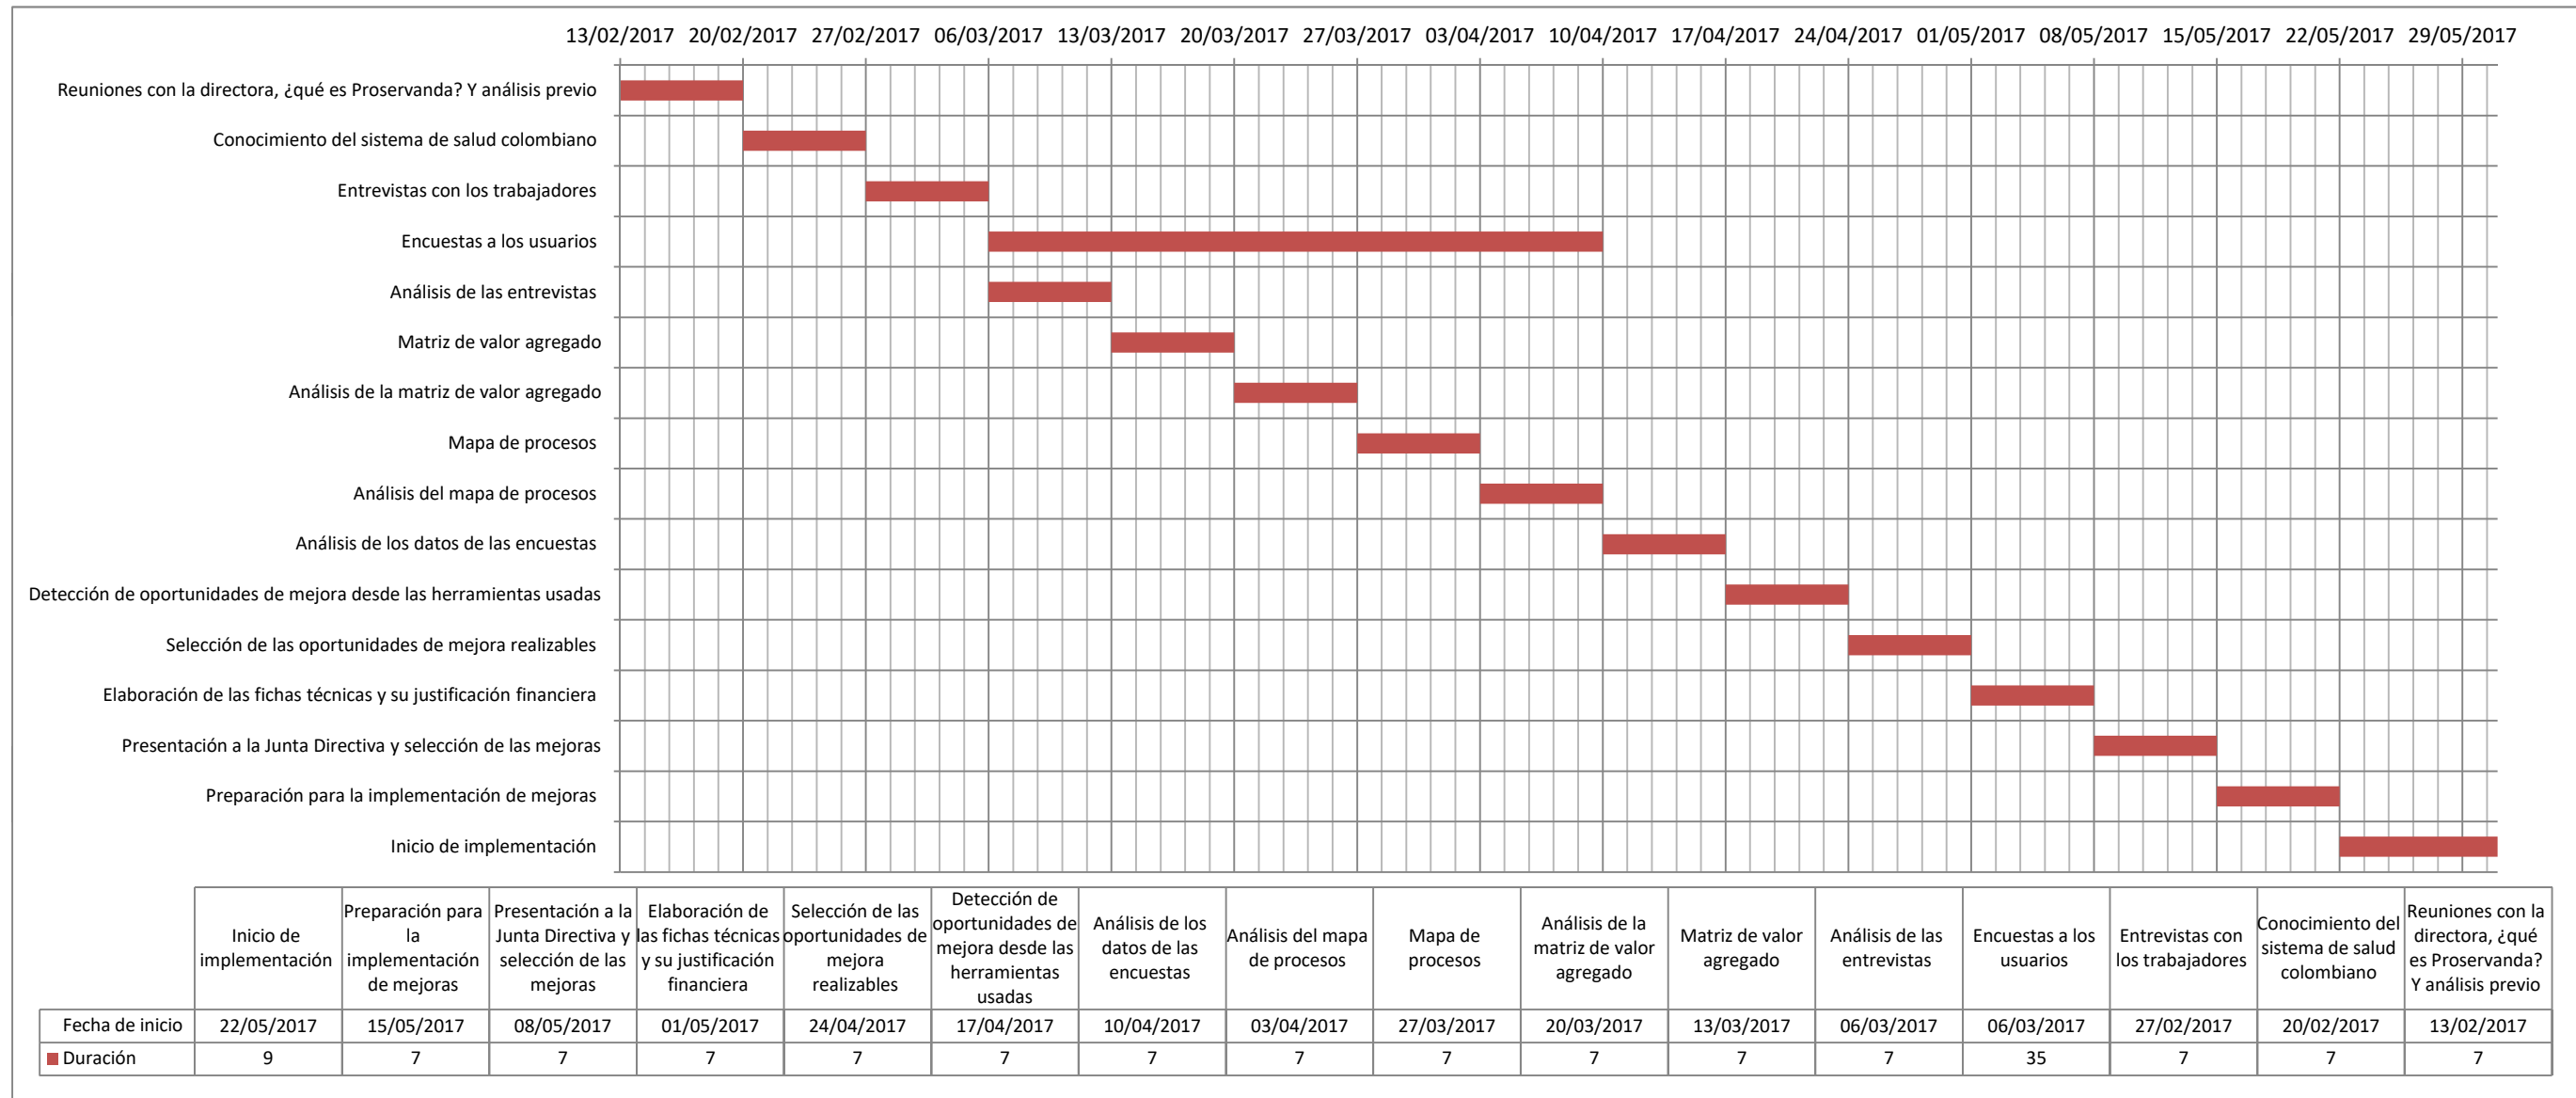 13/02/2017 20/02/2017 27/02/2017 06/03/2017 13/03/2017 20/03/2017 27/03/2017 03/04/2017 10/04/2017 17/04/2017 24/04/2017 01/05/2017 08/05/2017 15/05/2017 22/05/2017 29/05/2017
Reuniones con la directora, ¿qué es Proservanda? Y análisis previo
Conocimiento del sistema de salud colombiano
Entrevistas con los trabajadores
Encuestas a los usuarios
Análisis de las entrevistas
Matriz de valor agregado
Análisis de la matriz de valor agregado
Mapa de procesos
Análisis del mapa de procesos
Análisis de los datos de las encuestas
Detección de oportunidades de mejora desde las herramientas usadas
Selección de las oportunidades de mejora realizables
Elaboración de las fichas técnicas y su justificación financiera
Presentación a la Junta Directiva y selección de las mejoras
Preparación para la implementación de mejoras
Inicio de implementación
Inicio de
implementación
Preparación para
la
implementación
de mejoras
Presentación a la
Junta Directiva y
selección de las
mejoras
Elaboración de
las fichas técnicas
y su justificación
financiera
Selección de las
oportunidades de
mejora
realizables
Detección de
oportunidades de
mejora desde las
herramientas
usadas
Análisis de los
datos de las
encuestas
Análisis del mapa
de procesos
Mapa de
procesos
Análisis de la
matriz de valor
agregado
Matriz de valor
agregado
Análisis de las
entrevistas
Encuestas a los
usuarios
Entrevistas con
los trabajadores
Conocimiento del
sistema de salud
colombiano
Reuniones con la
directora, ¿qué
es Proservanda?
Y análisis previo
Fecha de inicio 22/05/2017 15/05/2017 08/05/2017 01/05/2017 24/04/2017 17/04/2017 10/04/2017 03/04/2017 27/03/2017 20/03/2017 13/03/2017 06/03/2017 06/03/2017 27/02/2017 20/02/2017 13/02/2017
Duración 9 7 7 7 7 7 7 7 7 7 7 7 35 7 7 7